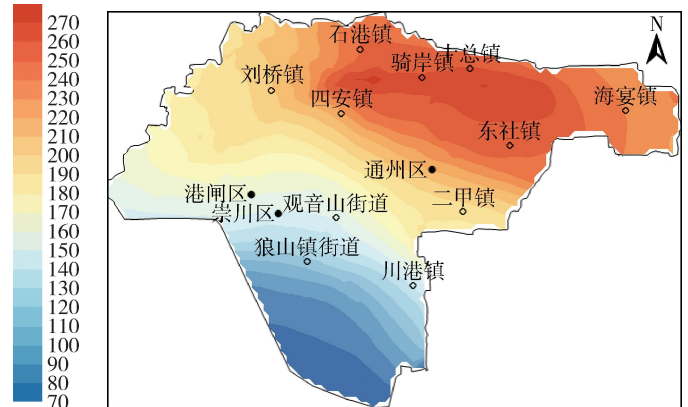 270
260
250
240
230
220
210
200
190
180
170
160
150
140
130
120
110
100
90
80
70
N
石港镇
骑岸镇
十总镇
刘桥镇
四安镇
海宴镇
东社镇
通州区
港闸区
观音山街道
二甲镇
崇川区
狼山镇街道
川港镇